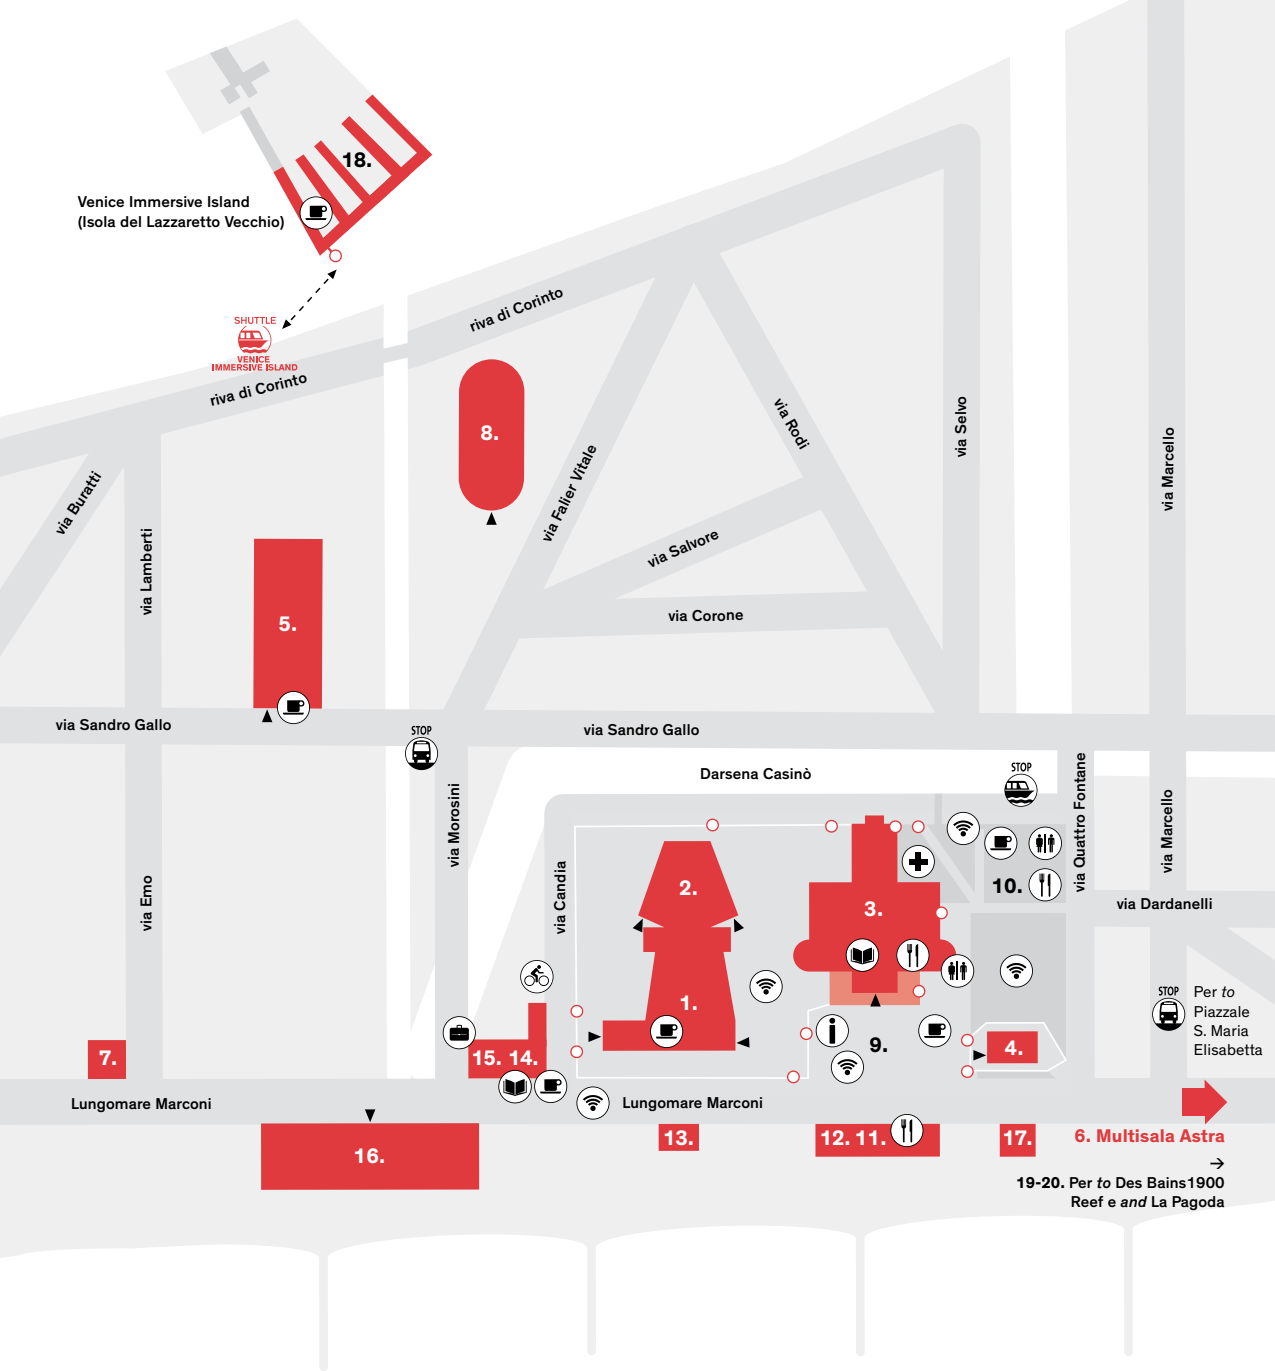 18.
Venice Immersive Island
(Isola del Lazzaretto Vecchio)
SHUTTLE
VENICE
IMMERSIVE ISLAND
riva di Corinto
riva di Corinto
8.
via Falier Vitale
via Rodi
via Selvo
via Marcello
via Buratti
via Lamberti
via Salvore
via Corone
5.
via Sandro Gallo
STOP
via Sandro Gallo
Darsena Casinò
STOP
via Quattro Fontane
via Marcello
via Morosini
via Candia
via Emo
2.
3.
10.
via Dardanelli
1.
STOP
Per to
Piazzale
S. Maria
Elisabetta
7.
15. 14.
9.
4.
Lungomare Marconi
Lungomare Marconi
16.
13.
12. 11.
17.
6. Multisala Astra
→
19-20. Per to Des Bains1900
Reef e and La Pagoda